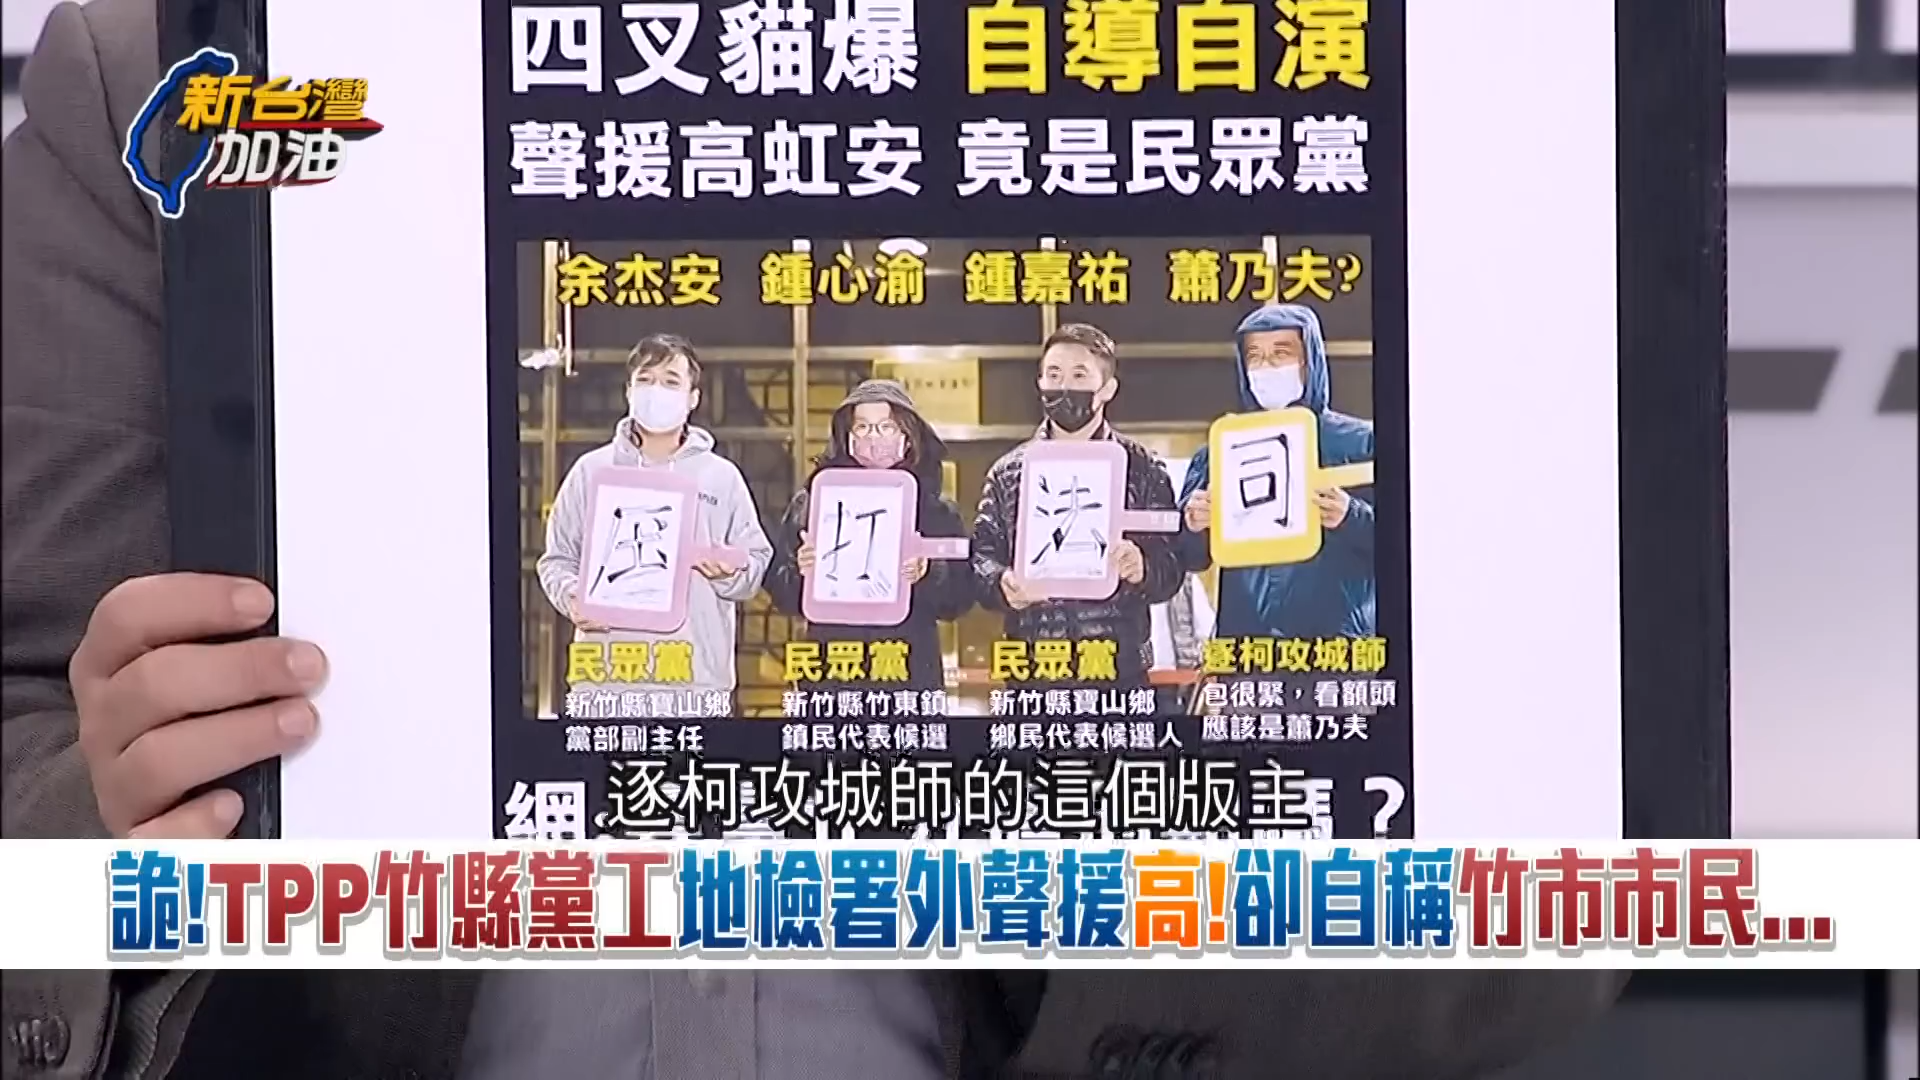 新台灣
加油
四叉貓爆 自導自演
聲援高虹安 竟是民眾黨
余杰安 鍾心渝 鍾嘉祐 蕭乃夫?
压 打 法 司
民眾黨
新竹縣寶山鄉
黨部副主任
民眾黨
新竹縣竹東鎮
鎮民代表候選
民眾黨
新竹縣寶山鄉
鄉民代表候選人
逐柯攻城師
包很緊，看額頭
應該是蕭乃夫
網 嗎?
逐柯攻城師的這個版主
詭!TPP竹縣黨工地檢署外聲援高!卻自稱竹市市民...